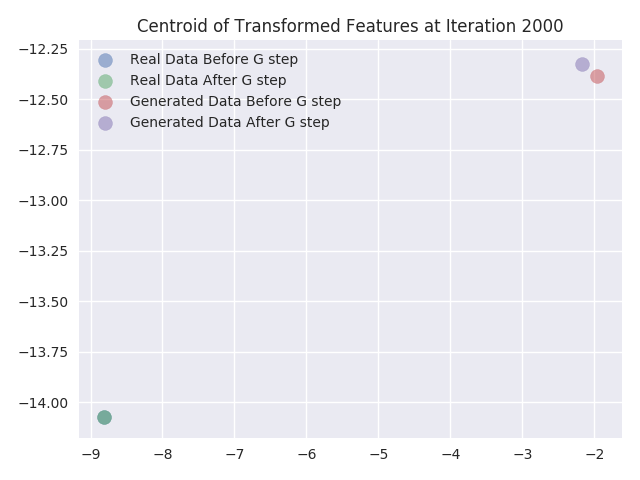 Centroid of Transformed Features at Iteration 2000
−12.25
−12.50
−12.75
−13.00
−13.25
−13.50
−13.75
−14.00
Real Data Before G step
Real Data After G step
Generated Data Before G step
Generated Data After G step
−9 −8 −7 −6 −5 −4 −3 −2